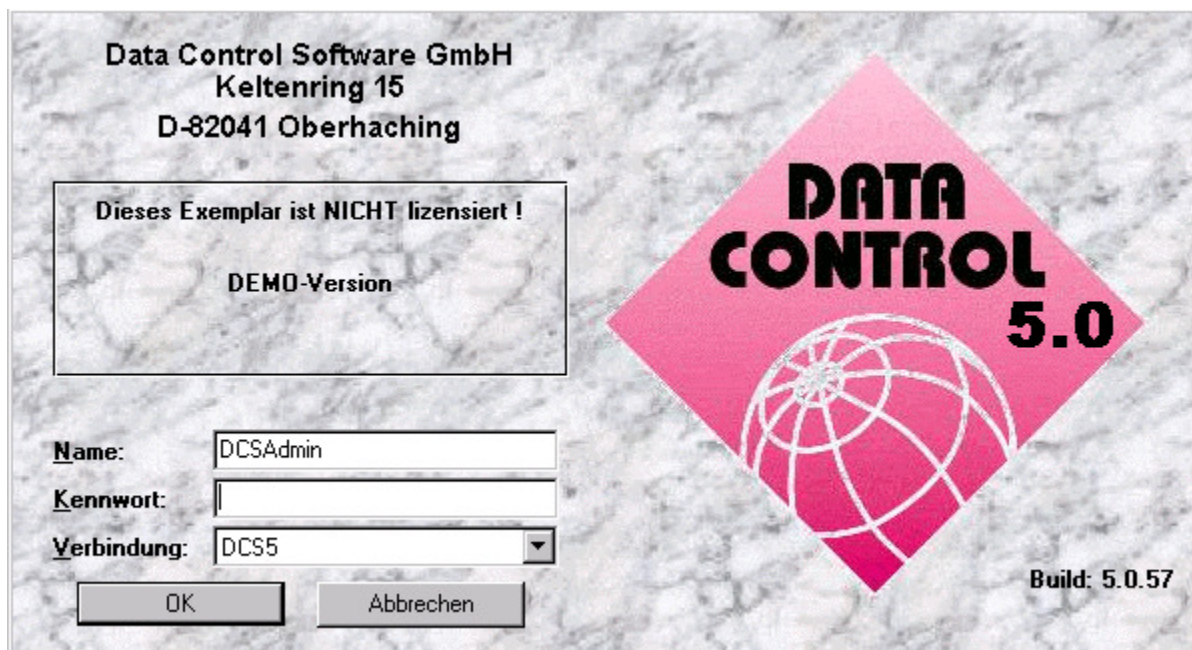 Data Control Software GmbH
Keltenring 15
D-82041 Oberhaching
Dieses Exemplar ist NICHT lizensiert !
DEMO-Version
DATA
CONTROL
5.0
Name: DCSAdmin
Kennwort:
Verbindung: DCS5
OK Abbrechen
Build: 5.0.57